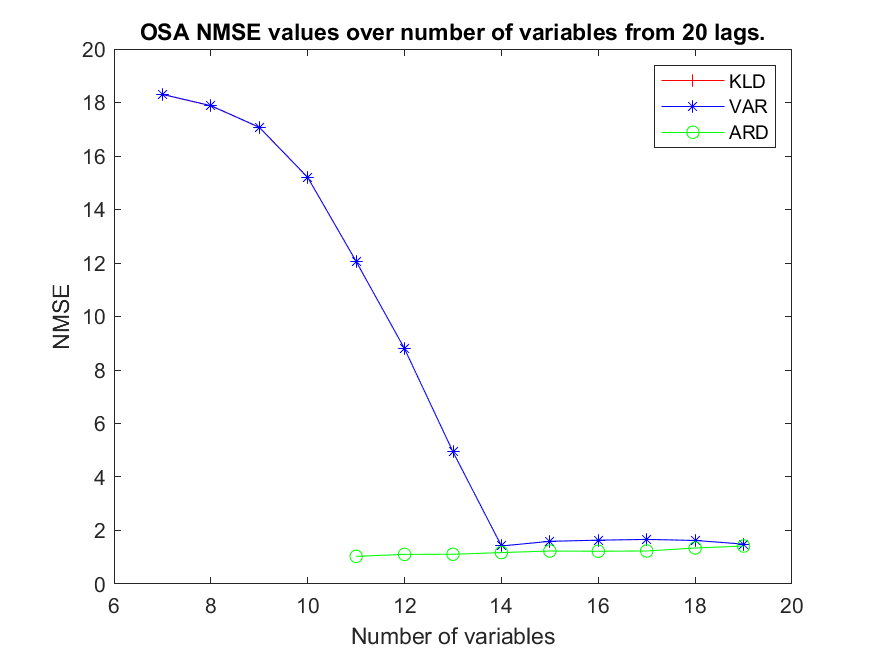 OSA NMSE values over number of variables from 20 lags.
KLD
VAR
ARD
20
18
16
14
12
10
8
6
4
2
0
NMSE
6 8 10 12 14 16 18 20
Number of variables